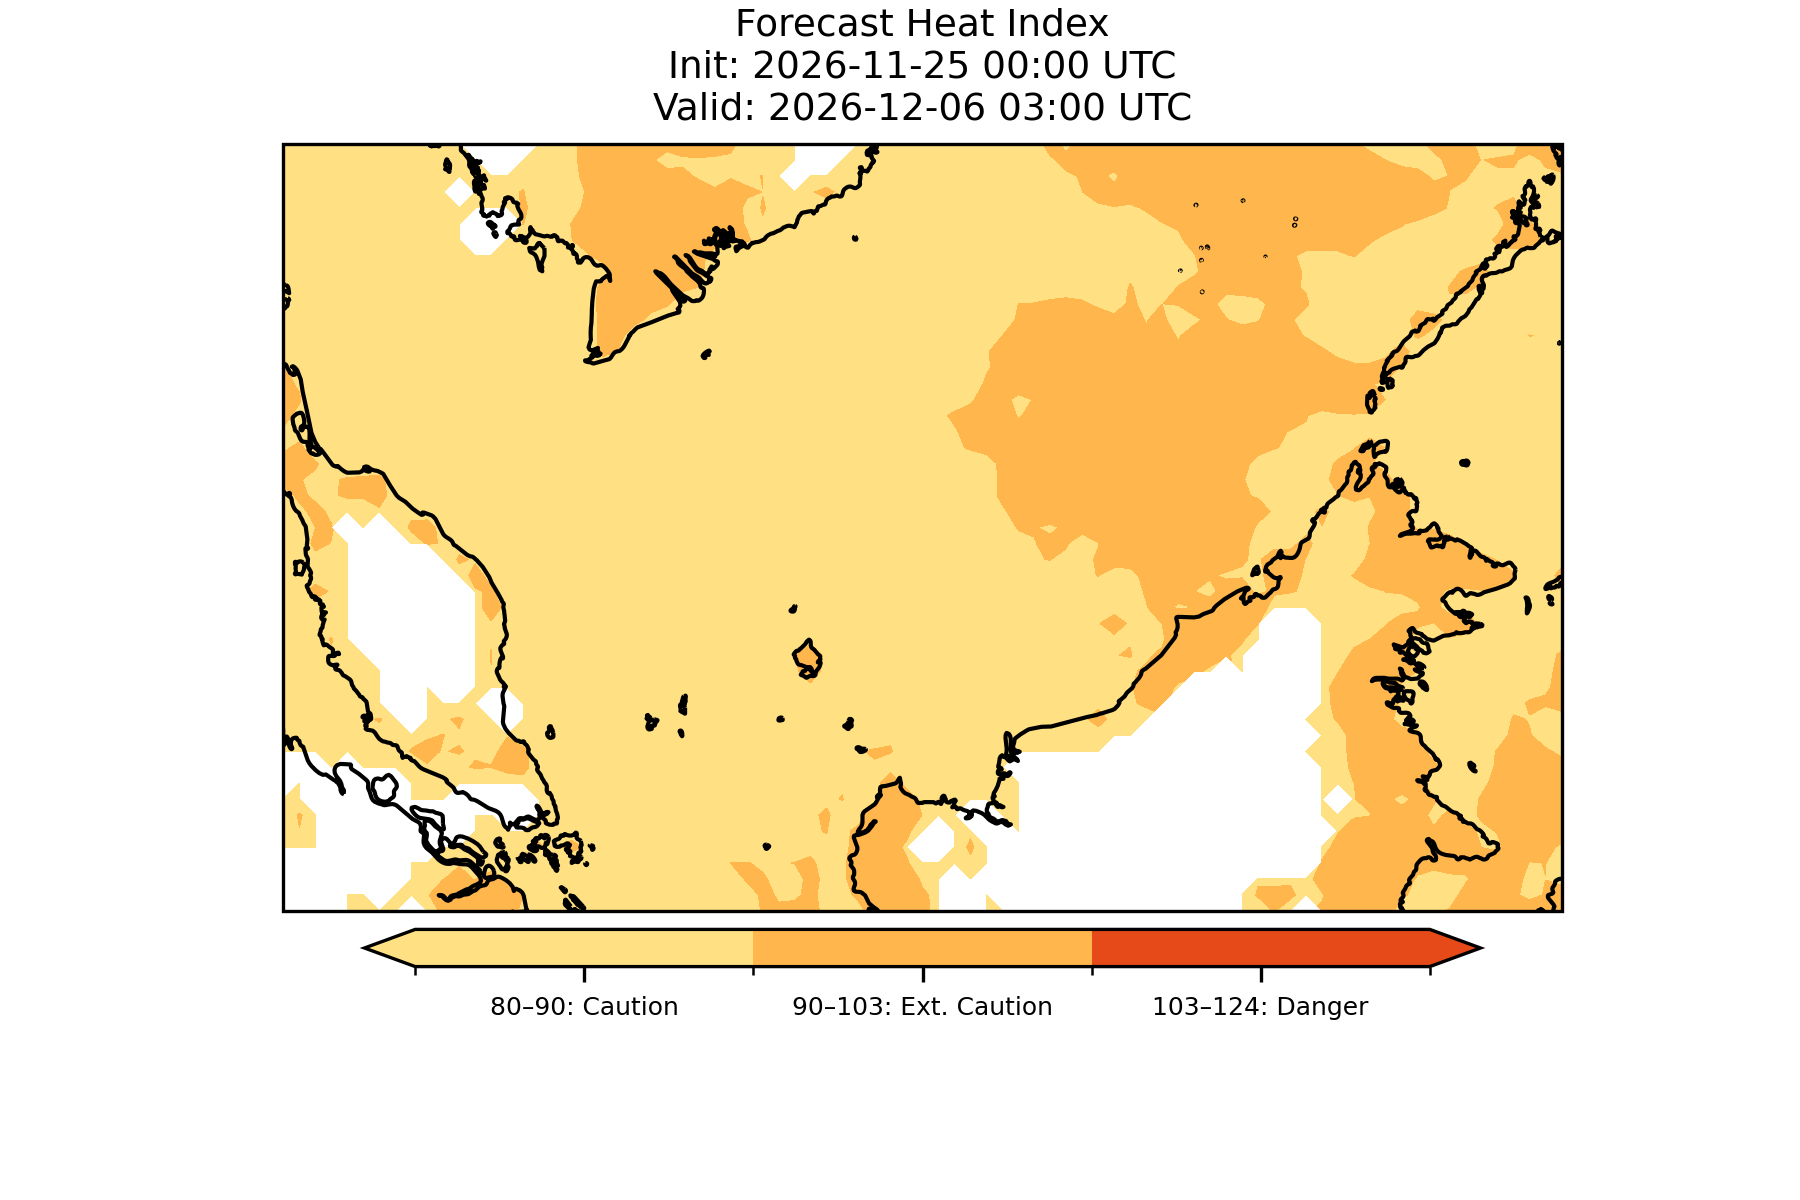 Forecast Heat Index
Init: 2026-11-25 00:00 UTC
Valid: 2026-12-06 03:00 UTC
80–90: Caution
90–103: Ext. Caution
103–124: Danger